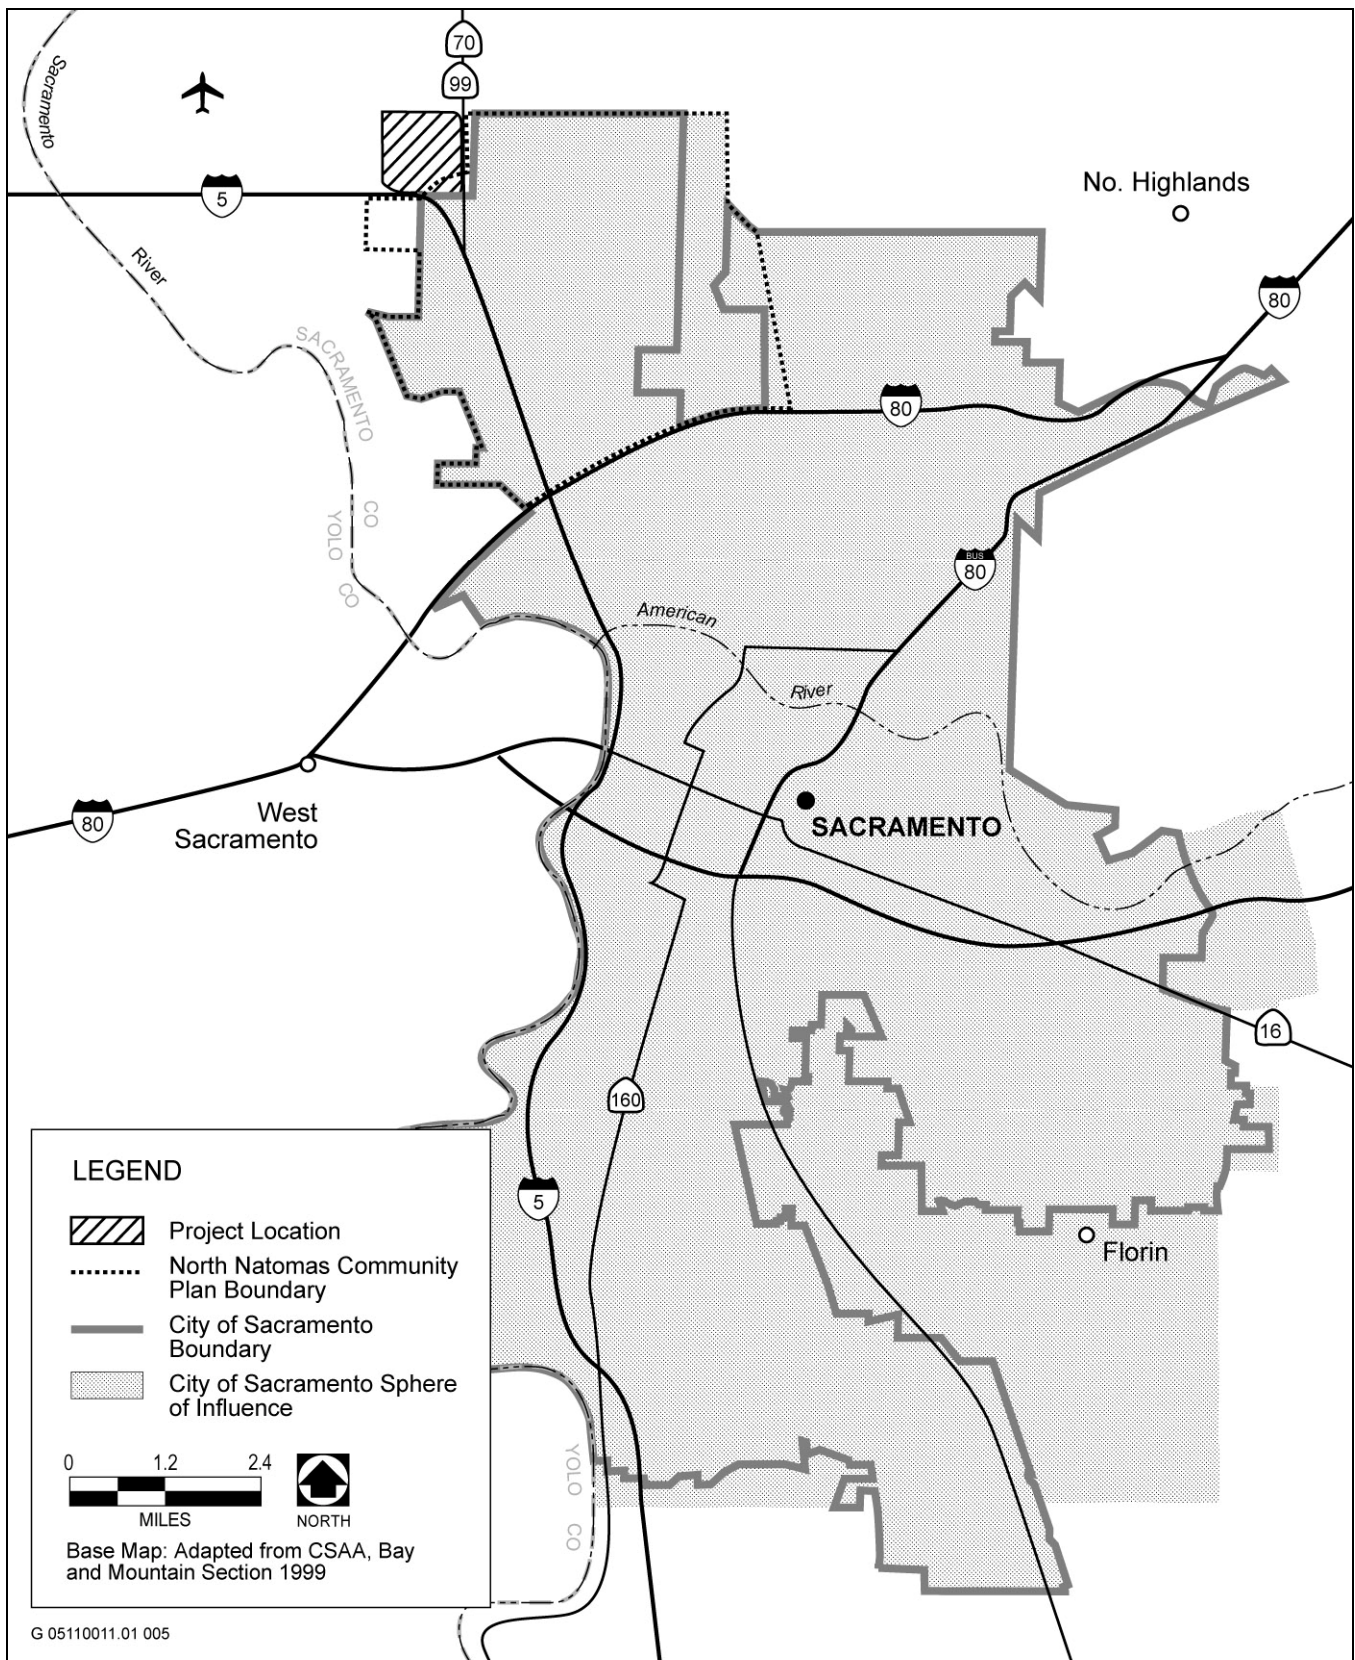 70
99
Sacramento
5
No. Highlands
River
80
SACRAMENTO
80
CO
YOLO
CO
BUS
80
American
River
West
Sacramento
80
SACRAMENTO
16
160
5
Florin
LEGEND
Project Location
North Natomas Community
Plan Boundary
City of Sacramento
Boundary
City of Sacramento Sphere
of Influence
0 1.2 2.4
MILES
NORTH
Base Map: Adapted from CSAA, Bay
and Mountain Section 1999
YOLO
CO
G 05110011.01 005